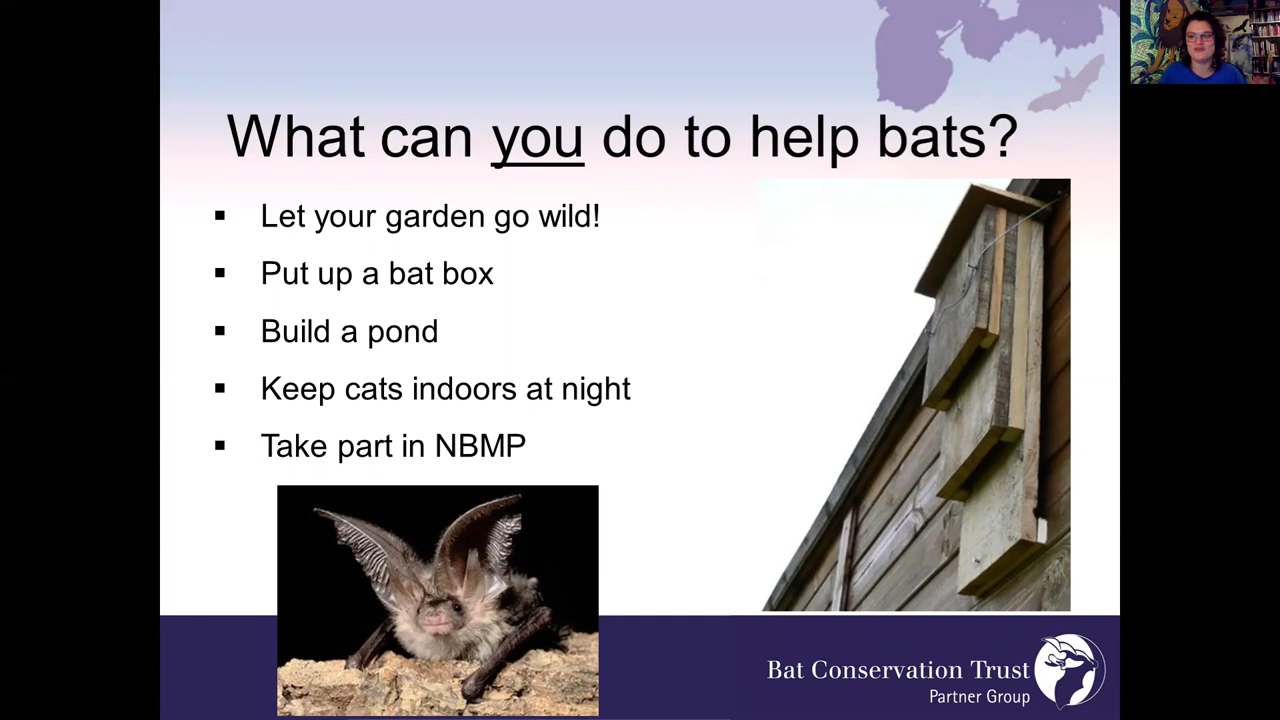 What can you do to help bats?
▪ Let your garden go wild!
▪ Put up a bat box
▪ Build a pond
▪ Keep cats indoors at night
▪ Take part in NBMP
Bat Conservation Trust
Partner Group